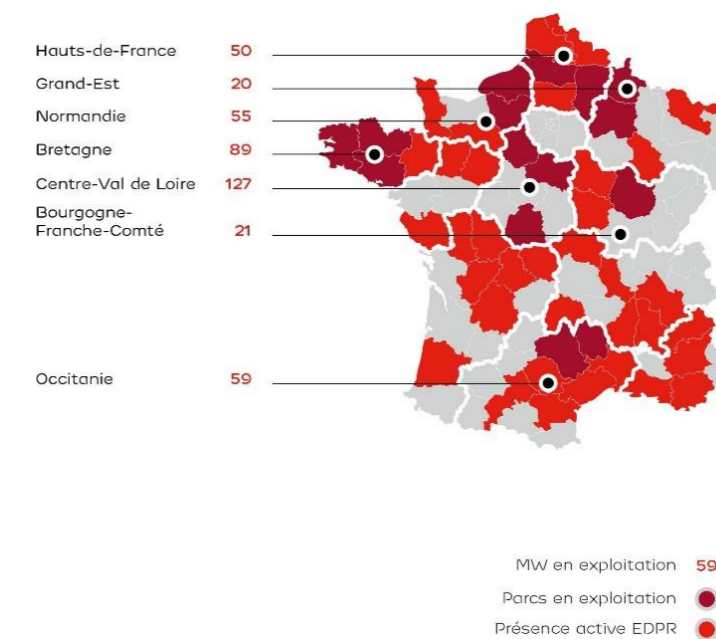 Hauts-de-France 50
Grand-Est 20
Normandie 55
Bretagne 89
Centre-Val de Loire 127
Bourgogne-
Franche-Comté 21
Occitanie 59
MW en exploitation 59
Parcs en exploitation
Présence active EDPR